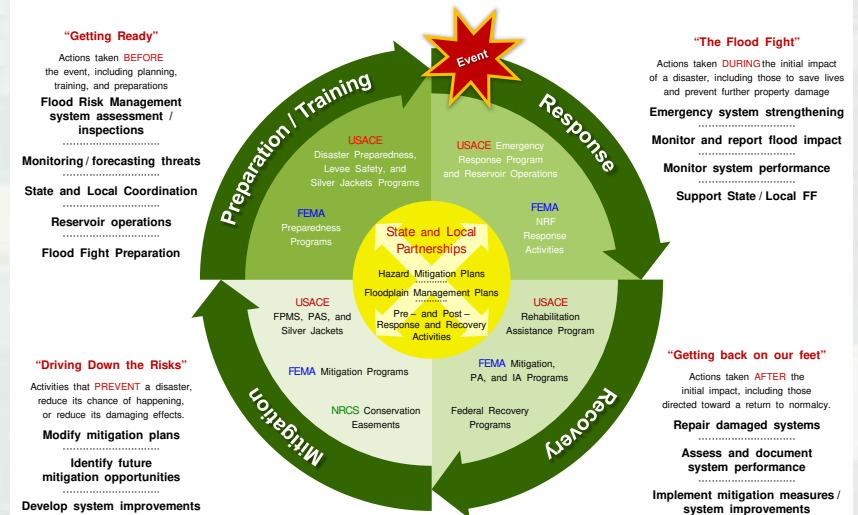 “Getting Ready”
Actions taken BEFORE
the event, including planning,
training, and preparations
Flood Risk Management
system assessment /
inspections
Monitoring / forecasting threats
State and Local Coordination
Reservoir operations
Flood Fight Preparation
Event
“The Flood Fight”
Actions taken DURING the initial impact
of a disaster, including those to save lives
and prevent further property damage
Emergency system strengthening
Monitor and report flood impact
Monitor system performance
Support State / Local FF
Preparation / Training
Response
USACE
Disaster Preparedness,
Levee Safety, and
Silver Jackets Programs
FEMA
Preparedness
Programs
USACE Emergency
Response Program
and Reservoir Operations
FEMA
NRF
Response
Activities
State and Local
Partnerships
Hazard Mitigation Plans
Floodplain Management Plans
Pre – and Post –
Response and Recovery
Activities
USACE
FPMS, PAS, and
Silver Jackets
FEMA Mitigation Programs
NRCS Conservation
Easements
USACE
Rehabilitation
Assistance Program
FEMA Mitigation,
PA, and IA Programs
Federal Recovery
Programs
Mitigation
Recovery
“Driving Down the Risks”
Activities that PREVENT a disaster,
reduce its chance of happening,
or reduce its damaging effects.
Modify mitigation plans
Identify future
mitigation opportunities
Develop system improvements
“Getting back on our feet”
Actions taken AFTER the
initial impact, including those
directed toward a return to normalcy.
Repair damaged systems
Assess and document
system performance
Implement mitigation measures /
system improvements